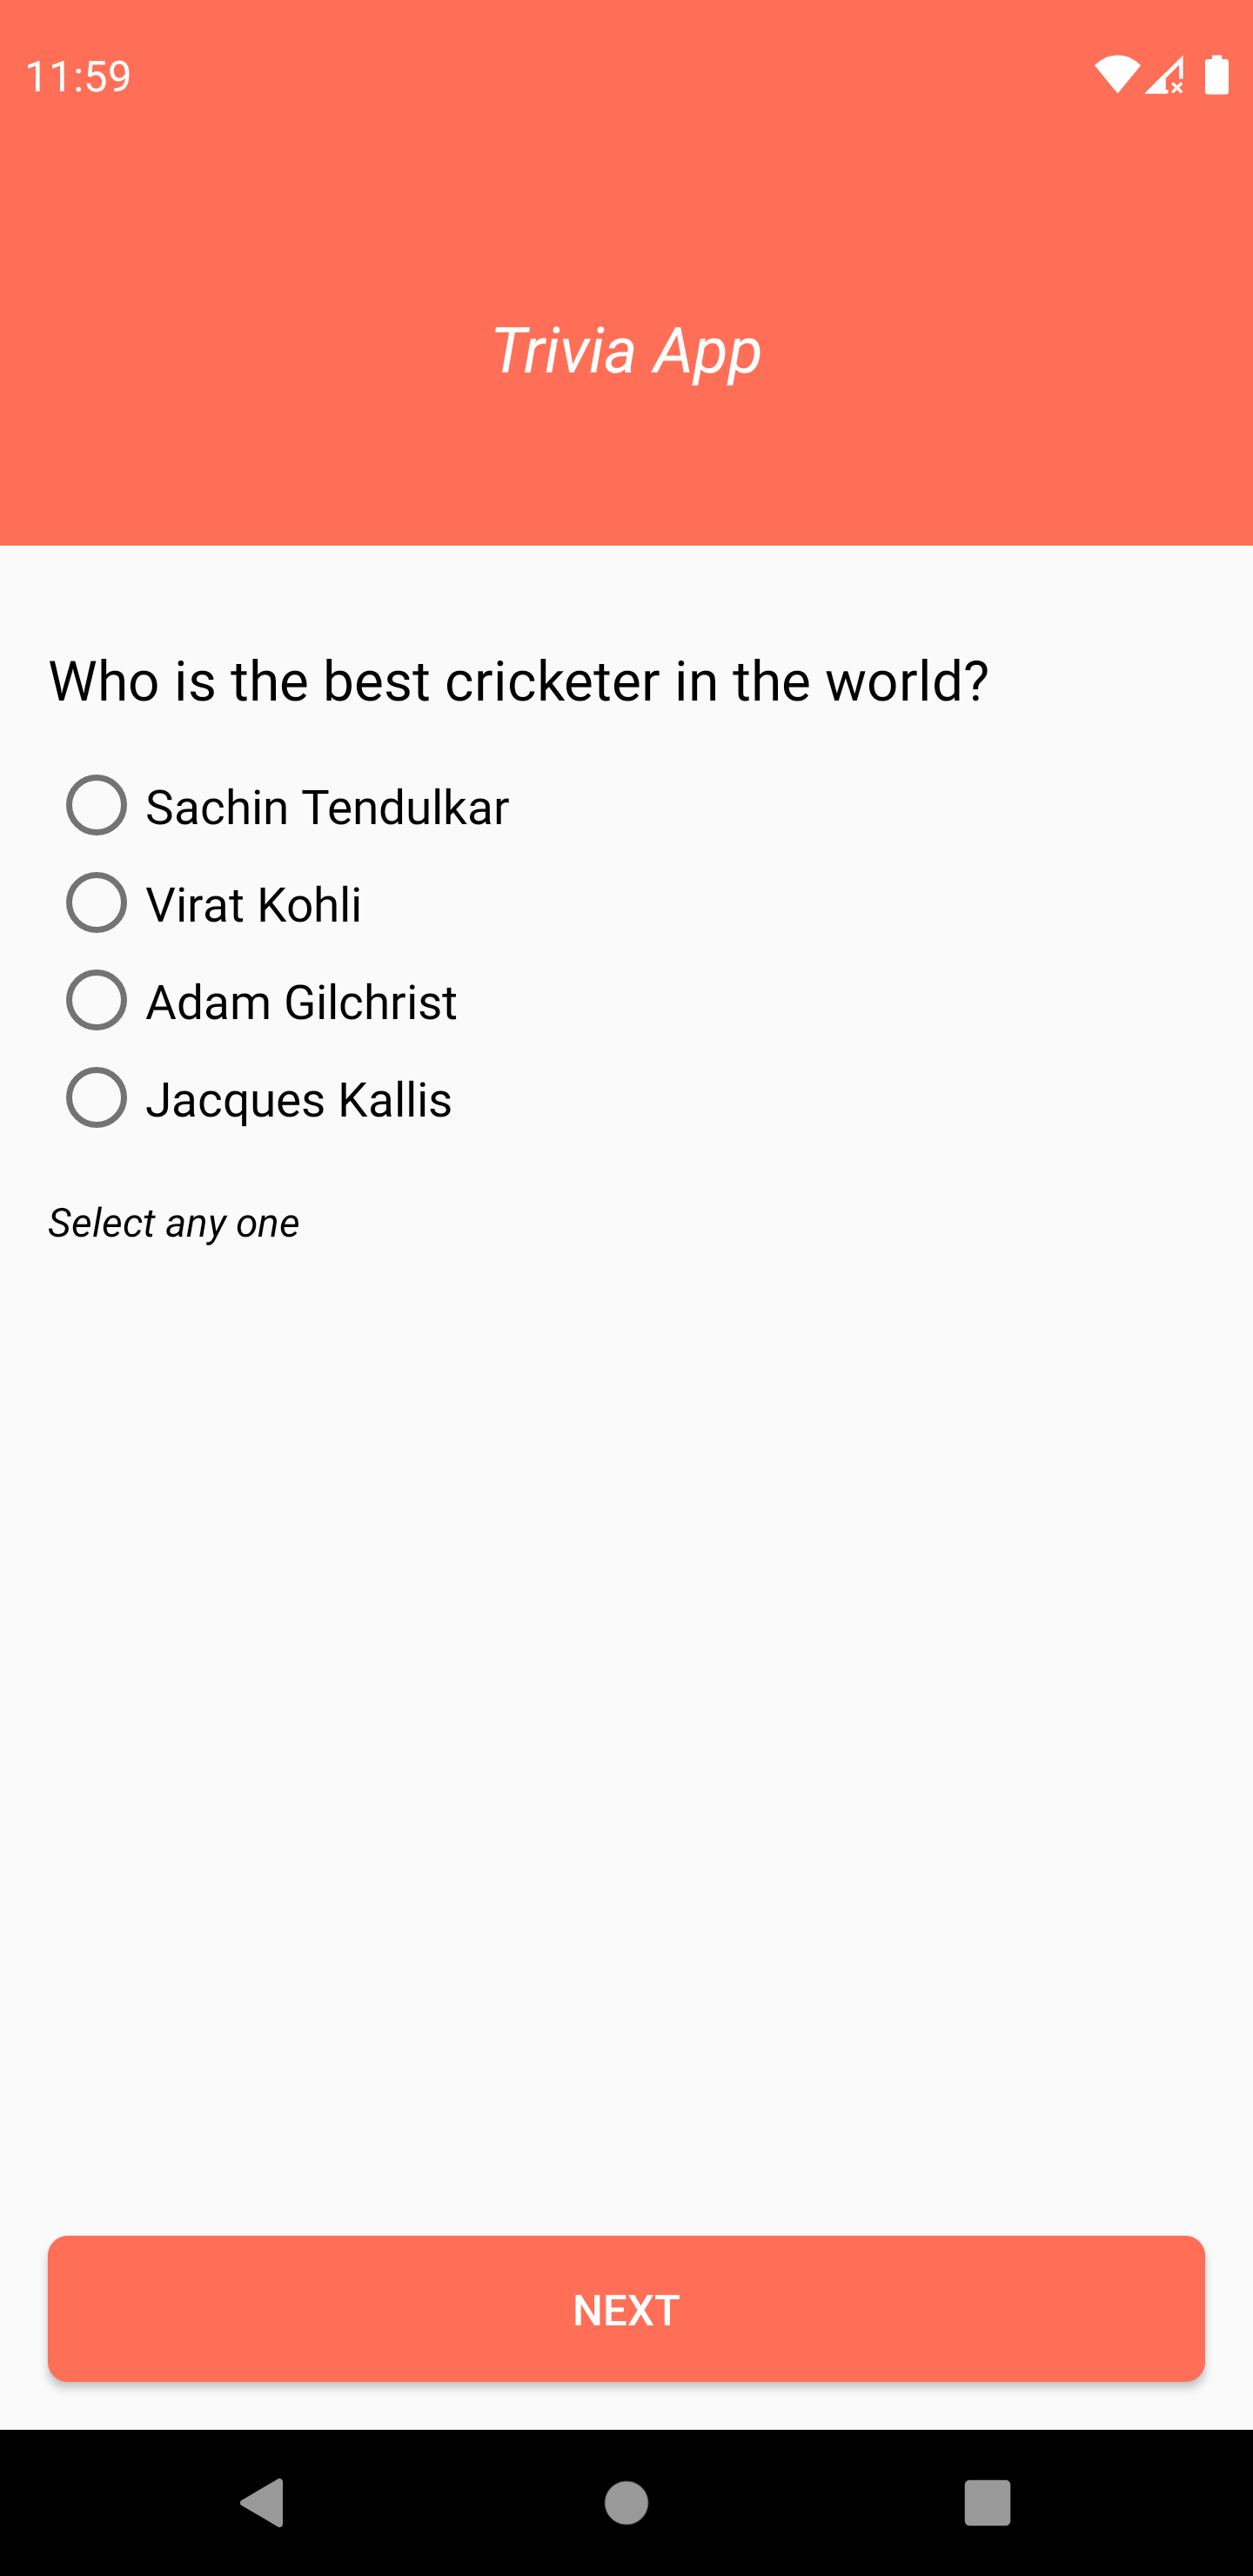 11:59
Trivia App
Who is the best cricketer in the world?
Sachin Tendulkar
Virat Kohli
Adam Gilchrist
Jacques Kallis
Select any one
NEXT